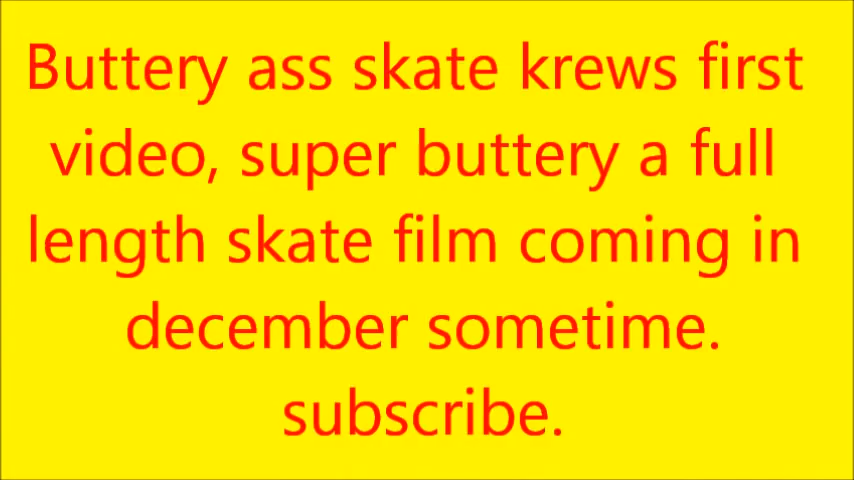 Buttery ass skate krews first
video, super buttery a full
length skate film coming in
december sometime.
subscribe.